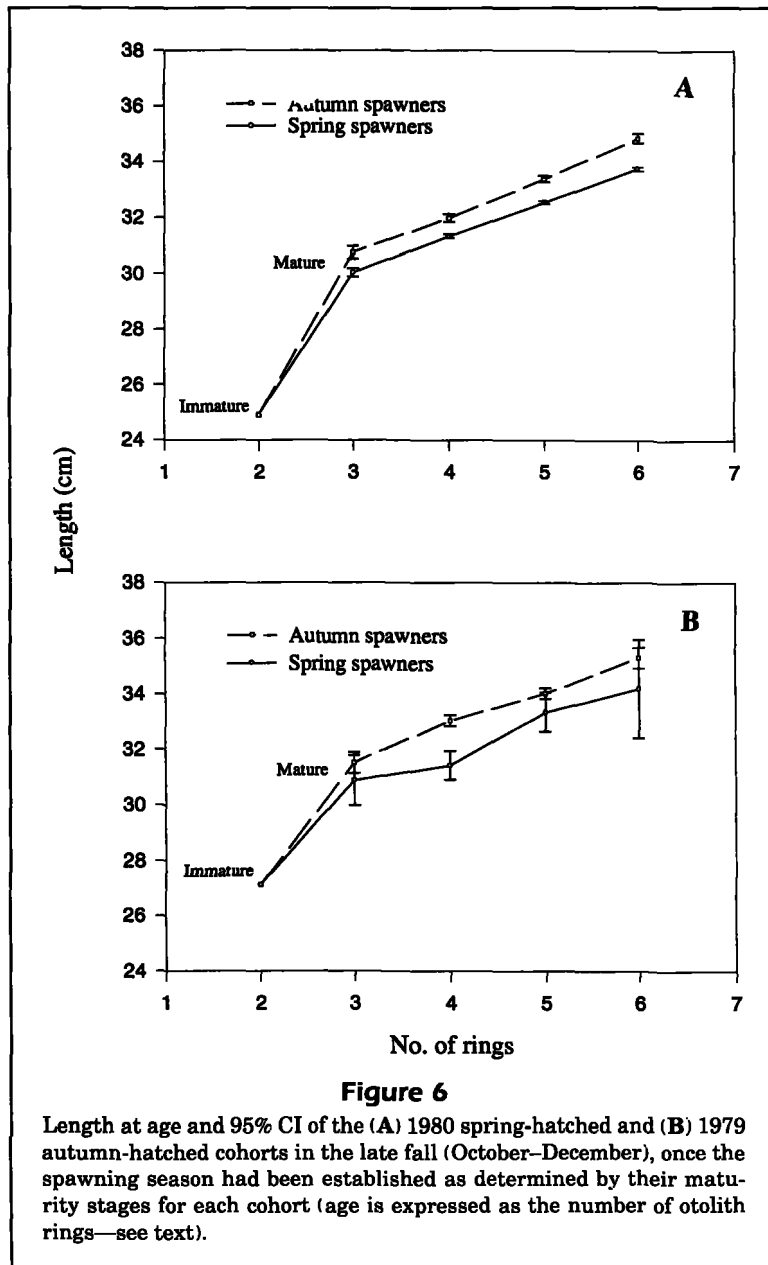 38
36
34
32
30
28
26
24
A
Autumn spawners
Spring spawners
Mature
Immature
1 2 3 4 5 6 7
Length (cm)
38
36
34
32
30
28
26
24
B
Autumn spawners
Spring spawners
Mature
Immature
1 2 3 4 5 6 7
No. of rings
Figure 6
Length at age and 95% CI of the (A) 1980 spring-hatched and (B) 1979
autumn-hatched cohorts in the late fall (October–December), once the
spawning season had been established as determined by their matu-
rity stages for each cohort (age is expressed as the number of otolith
rings—see text).